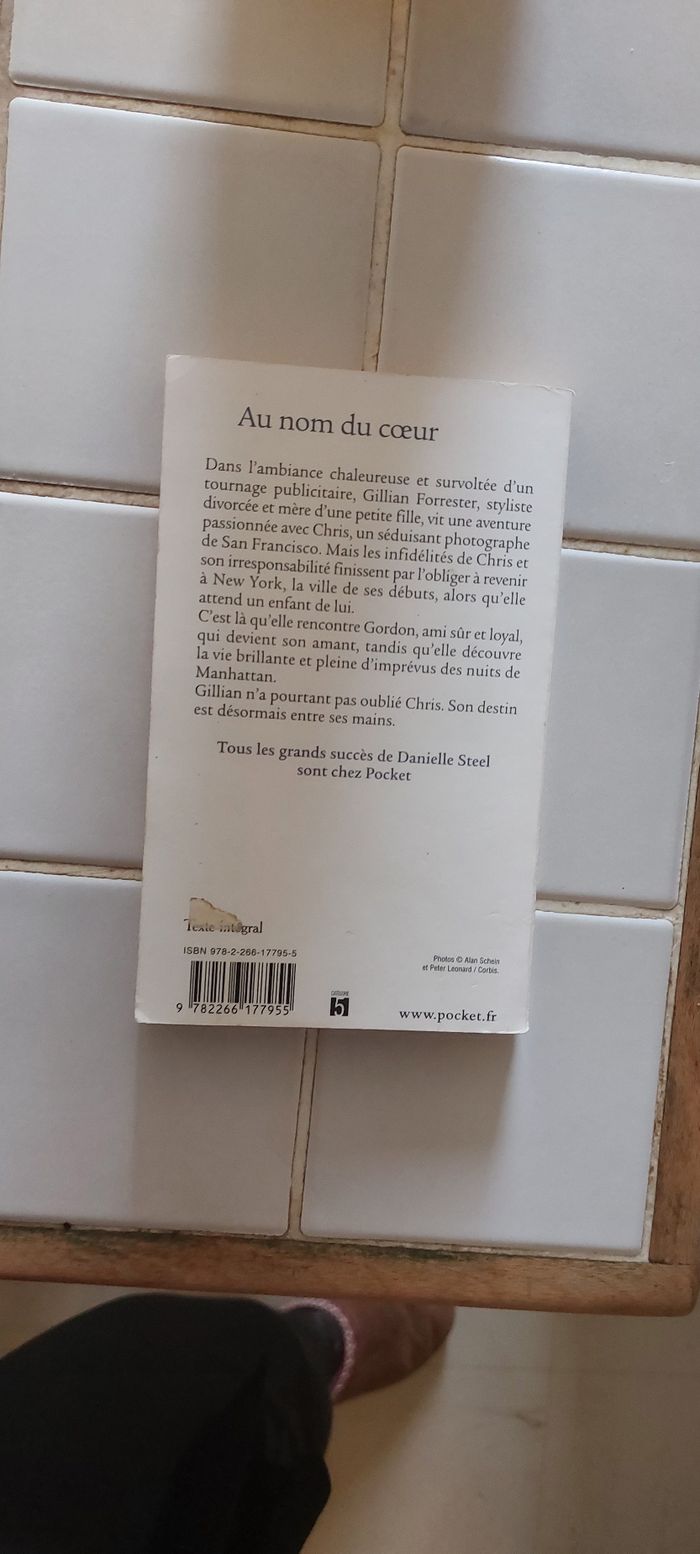 Au nom du cœur
Dans l'ambiance chaleureuse et survoltée d'un
tournage publicitaire, Gillian Forrester, styliste
divorcée et mère d'une petite fille, vit une aventure
passionnée avec Chris, un séduisant photographe
de San Francisco. Mais les infidélités de Chris et
son irresponsabilité finissent par l'obliger à revenir
à New York, la ville de ses débuts, alors qu'elle
attend un enfant de lui.
C'est là qu'elle rencontre Gordon, ami sûr et loyal,
qui devient son amant, tandis qu'elle découvre
la vie brillante et pleine d'imprévus des nuits de
Manhattan.
Gillian n'a pourtant pas oublié Chris. Son destin
est désormais entre ses mains.
Tous les grands succès de Danielle Steel
sont chez Pocket
Texte intégral
ISBN 978-2-266-17795-5
9 782266 177955
CATÉGORIE
5
Photos © Alan Schein
et Peter Leonard / Corbis.
www.pocket.fr